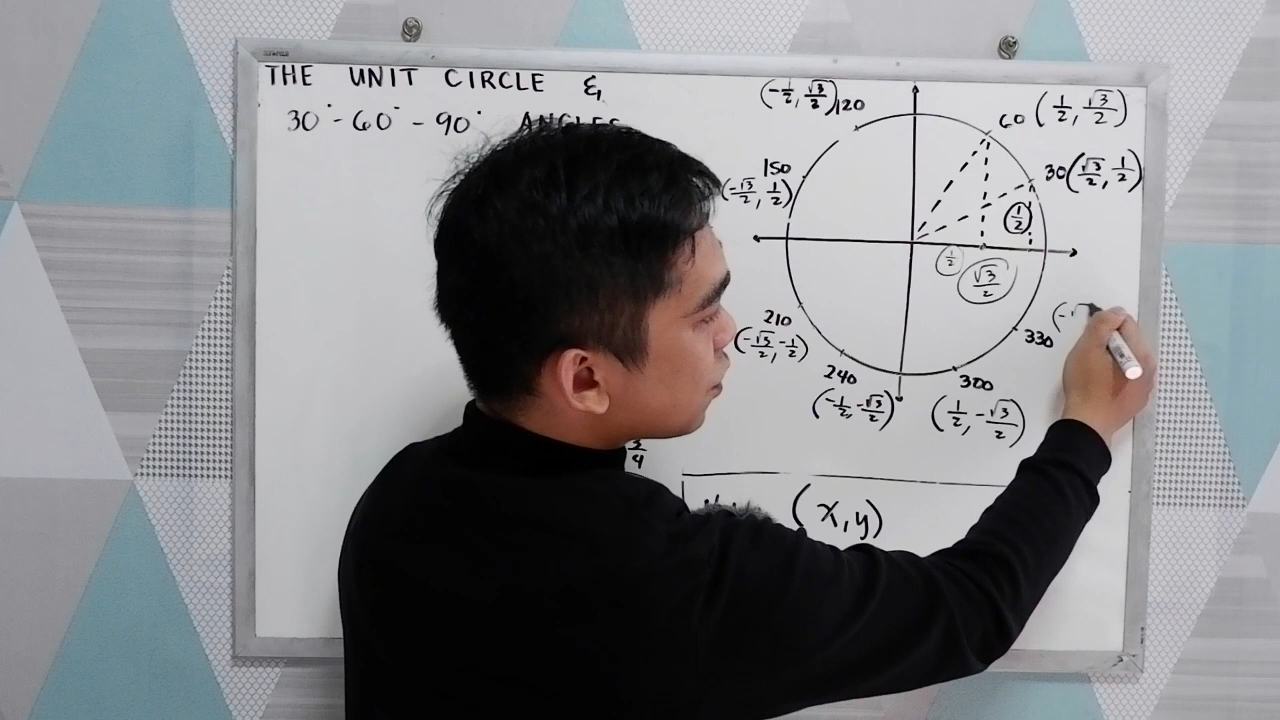 THE UNIT CIRCLE &
30° - 60° - 90° ANGLES
(-1/2, √3/2) 120
60 (1/2, √3/2)
150
(-√3/2, 1/2)
30 (√3/2, 1/2)
1/2
1/2
√3/2
210
(-√3/2, -1/2)
330
(-√3
240
(-1/2, -√3/2)
300
(1/2, -√3/2)
(x, y)